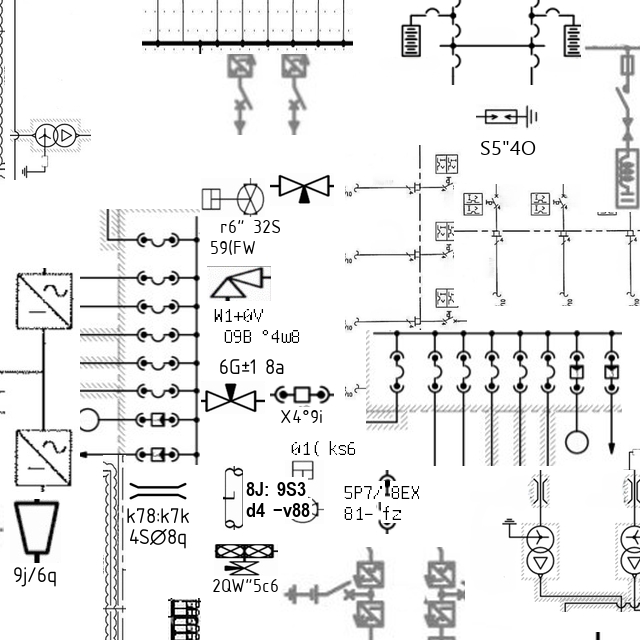 S5"4O
r6" 32S
59(FW
W1+0V
O9B °4w8
6G±1 8a
X4°9i
01( ks6
8J: 9S3
d4 –v88
5P7/ 8EX
81- fz
k78:k7k
4SØ8q
9j/6q
2QW"5c6